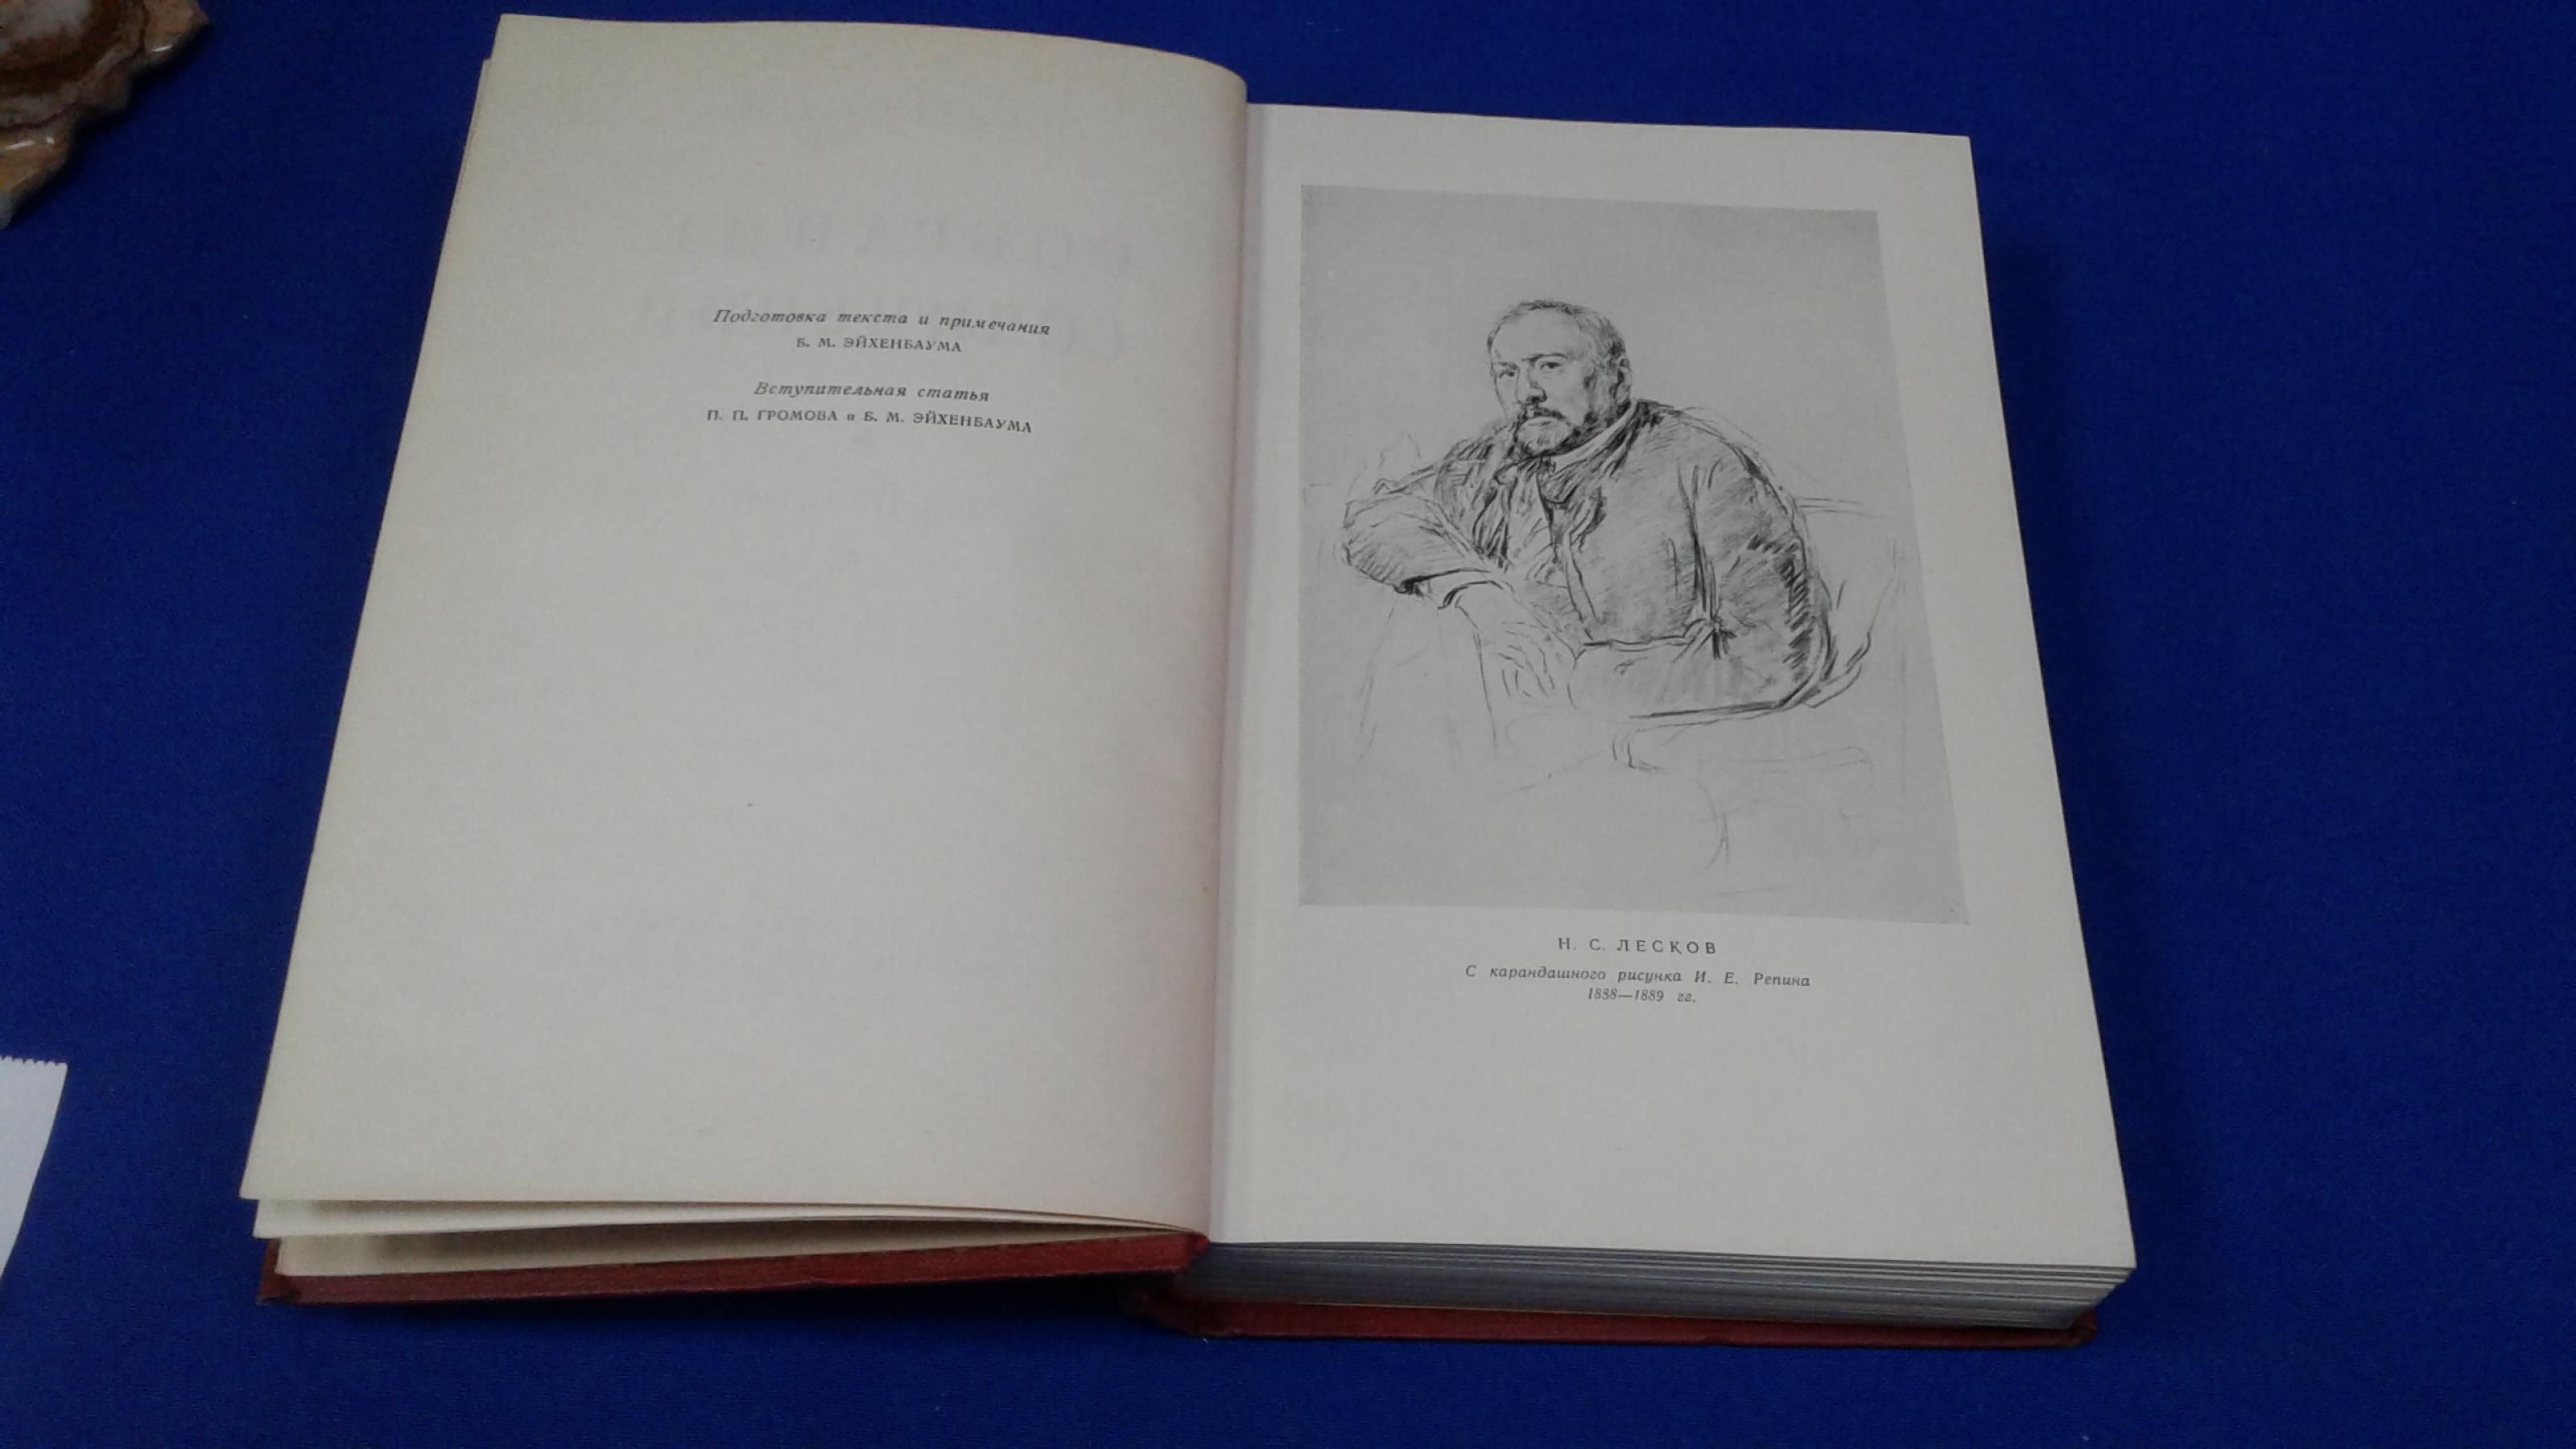 Подготовка текста и примечания
Б. М. ЭЙХЕНБАУМА
Вступительная статья
П. П. ГРОМОВА и Б. М. ЭЙХЕНБАУМА
Н. С. ЛЕСКОВ
С карандашного рисунка И. Е. Репина
1888—1889 гг.